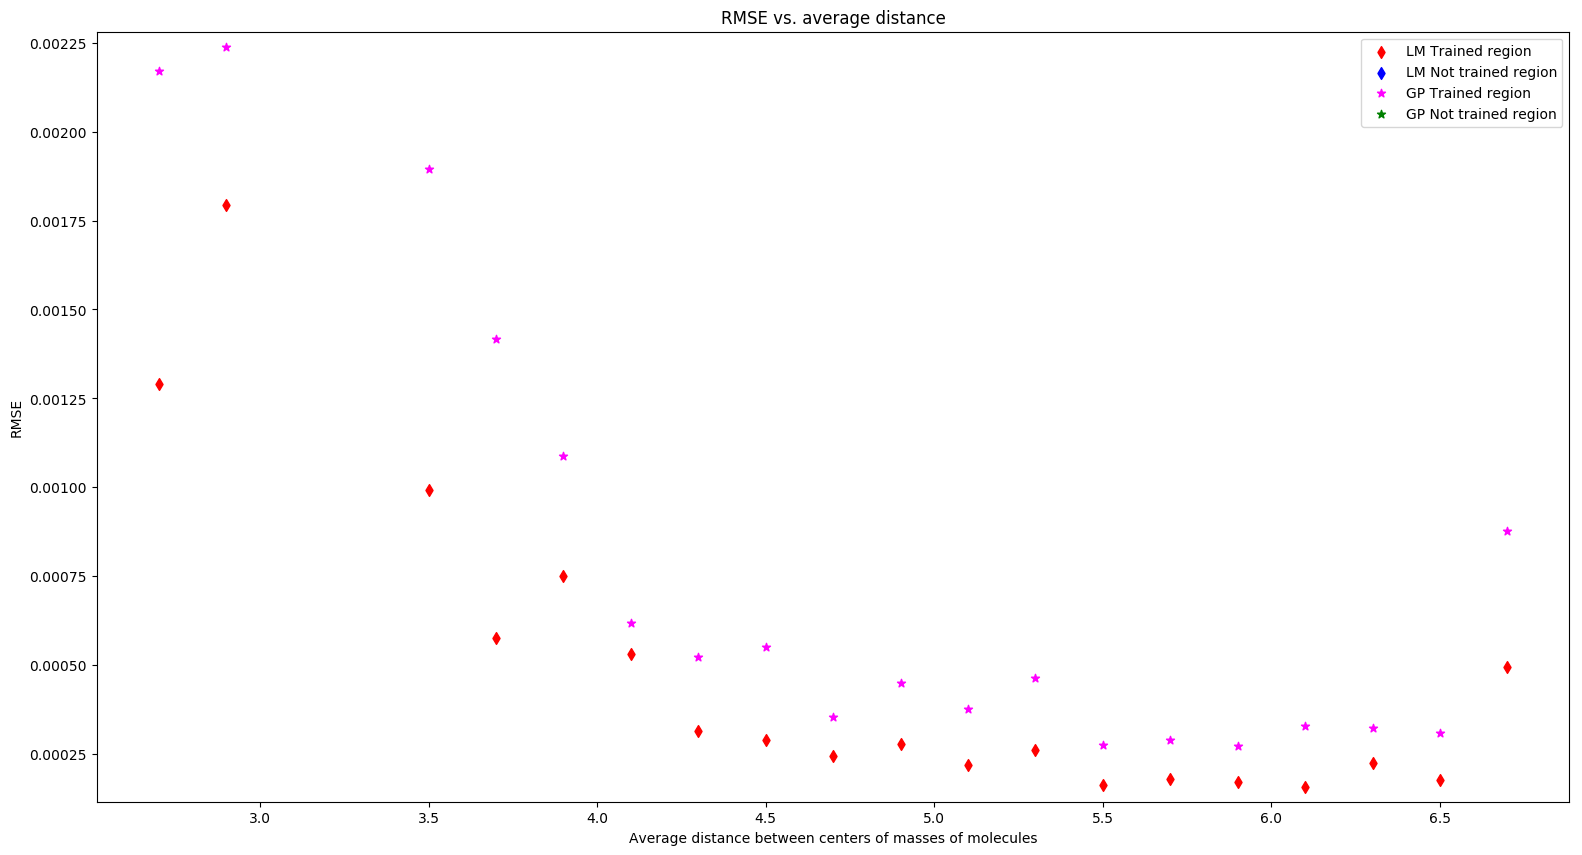 RMSE vs. average distance
LM Trained region
LM Not trained region
GP Trained region
GP Not trained region
0.00225
0.00200
0.00175
0.00150
0.00125
0.00100
0.00075
0.00050
0.00025
RMSE
3.0 3.5 4.0 4.5 5.0 5.5 6.0 6.5
Average distance between centers of masses of molecules